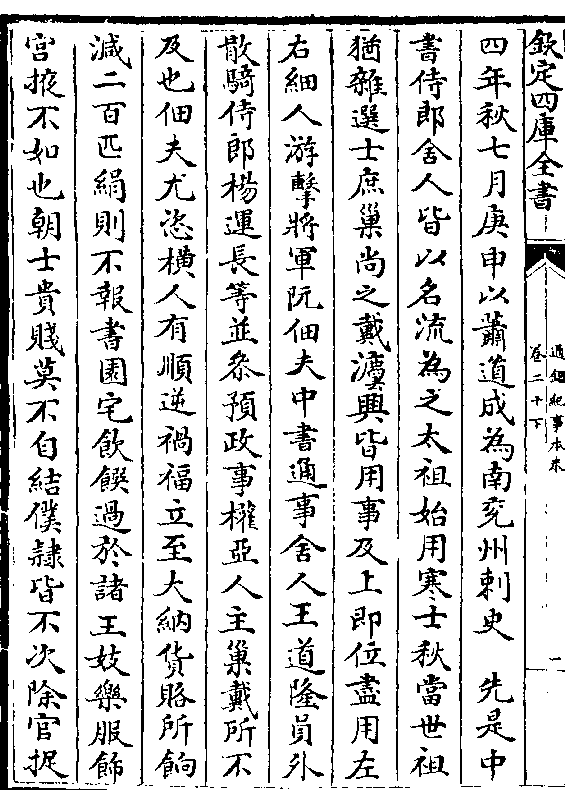 欽定四庫全書
通鑑紀事本末
卷二十下
一
四年秋七月庚申以蕭道成為南兗州刺史　先是中
書侍郎舍人皆以名流為之太祖始用寒士秋當世祖
猶雜選士庶巢尚之戴灋興皆用事及上即位盡用左
右細人游擊將軍阮佃夫中書通事舍人王道隆員外
散騎侍郎楊運長等並叅預政事權亞人主巢戴所不
及也佃夫尤恣橫人有順逆禍福立至大納貨賂所餉
減二百匹絹則不報書園宅飲饌過於諸王妓樂服飾
宮掖不如也朝士貴賤莫不自結僕隷皆不次除官捉